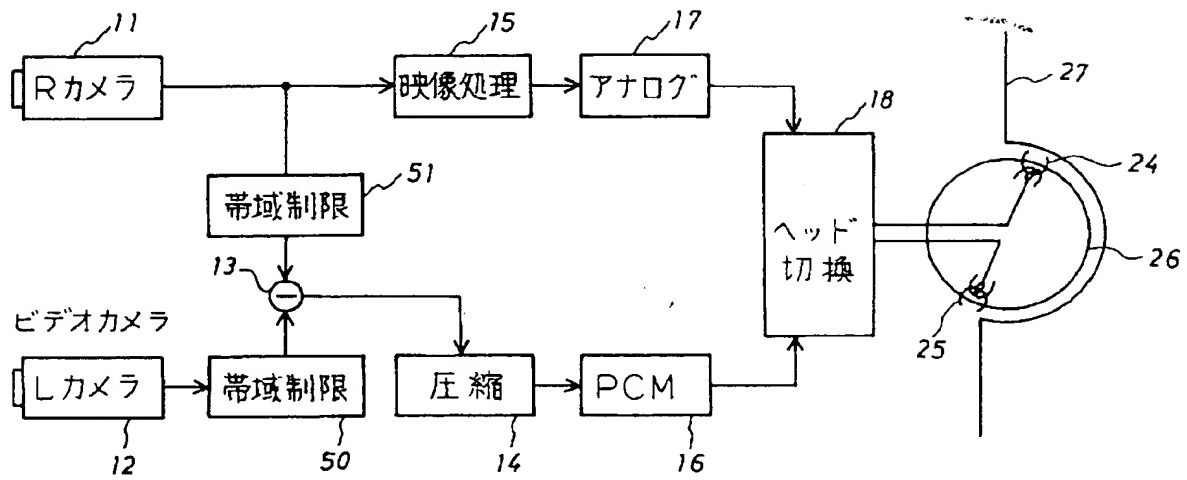 11
15
17
Rカメラ
映像処理
アナログ
18
27
24
51
帯域制限
13
ヘッド
切換
26
ビデオカメラ
25
Lカメラ
帯域制限
圧縮
PCM
12
50
14
16